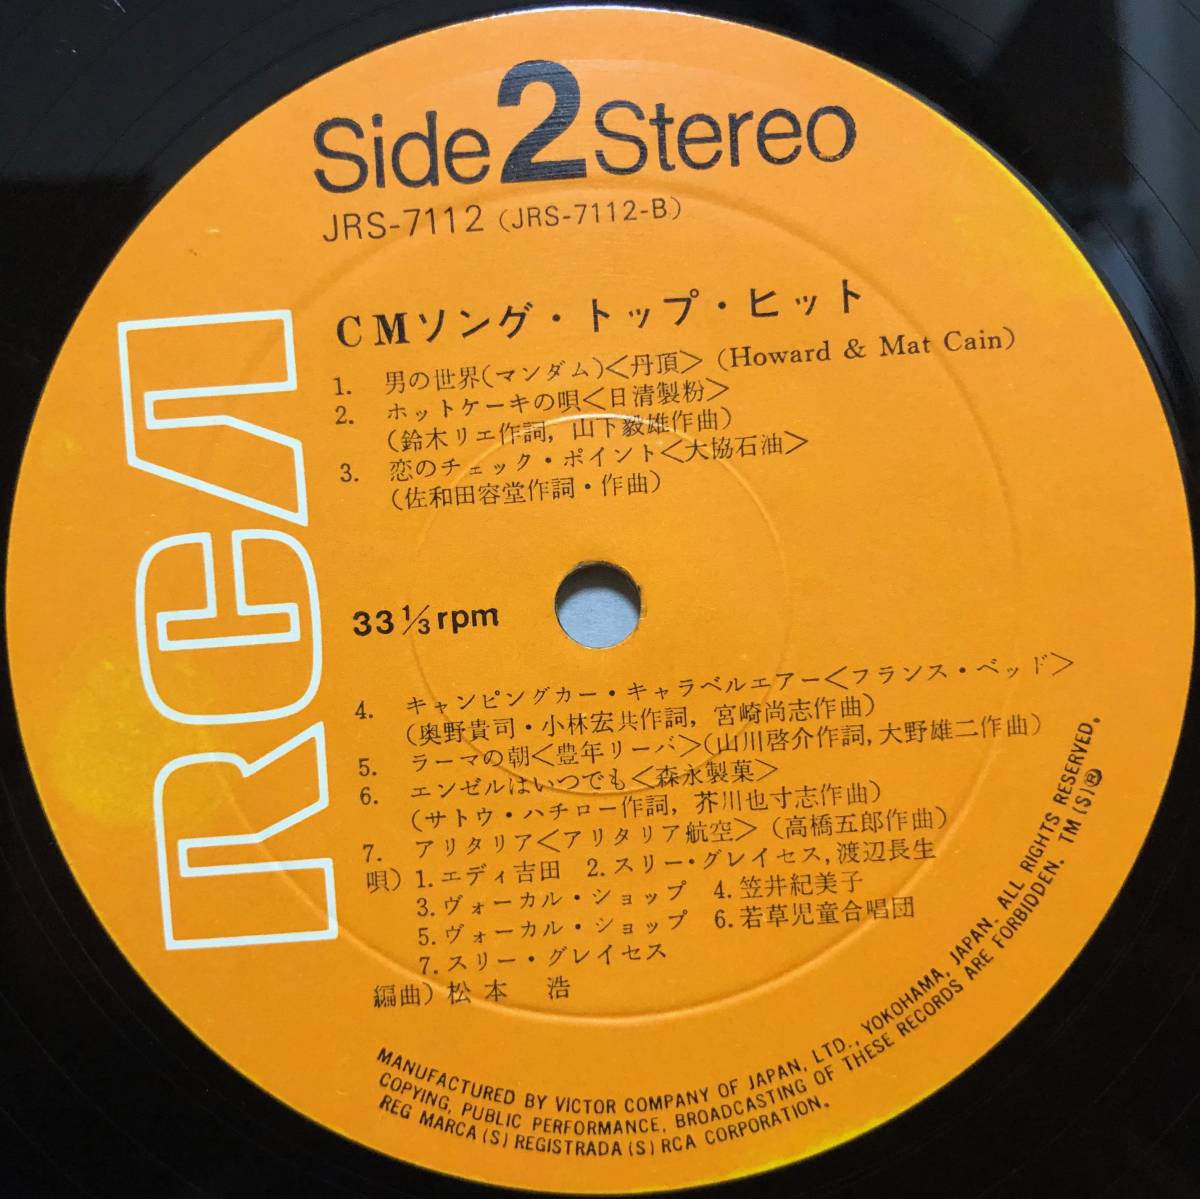 Side 2 Stereo
JRS-7112 (JRS-7112-B)
CMソング・トップ・ヒット
1. 男の世界(マンダム)<丹頂> (Howard & Mat Cain)
2. ホットケーキの唄<日清製粉>
(鈴木リエ作詞, 山下毅雄作曲)
3. 恋のチェック・ポイント<大協石油>
(佐和田容堂作詞・作曲)
RCA
33 1/3 rpm
4. キャンピングカー・キャラベルエアー<フランス・ベッド>
(奥野貴司・小林宏共作詞, 宮崎尚志作曲)
5. ラーマの朝<豊年リーバ>(山川啓介作詞, 大野雄二作曲)
6. エンゼルはいつでも<森永製菓>
(サトウ・ハチロー作詞, 芥川也寸志作曲)
7. アリタリア<アリタリア航空> (高橋五郎作曲)
唄) 1.エディ吉田 2.スリー・グレイセス, 渡辺長生
3.ヴォーカル・ショップ 4.笠井紀美子
5.ヴォーカル・ショップ 6.若草児童合唱団
7.スリー・グレイセス
編曲) 松本 浩
MANUFACTURED BY VICTOR COMPANY OF JAPAN, LTD., YOKOHAMA, JAPAN. ALL RIGHTS RESERVED.
COPYING, PUBLIC PERFORMANCE, BROADCASTING OF THESE RECORDS ARE FORBIDDEN. TM(S)®
REG MARCA(S) REGISTRADA(S) RCA CORPORATION.